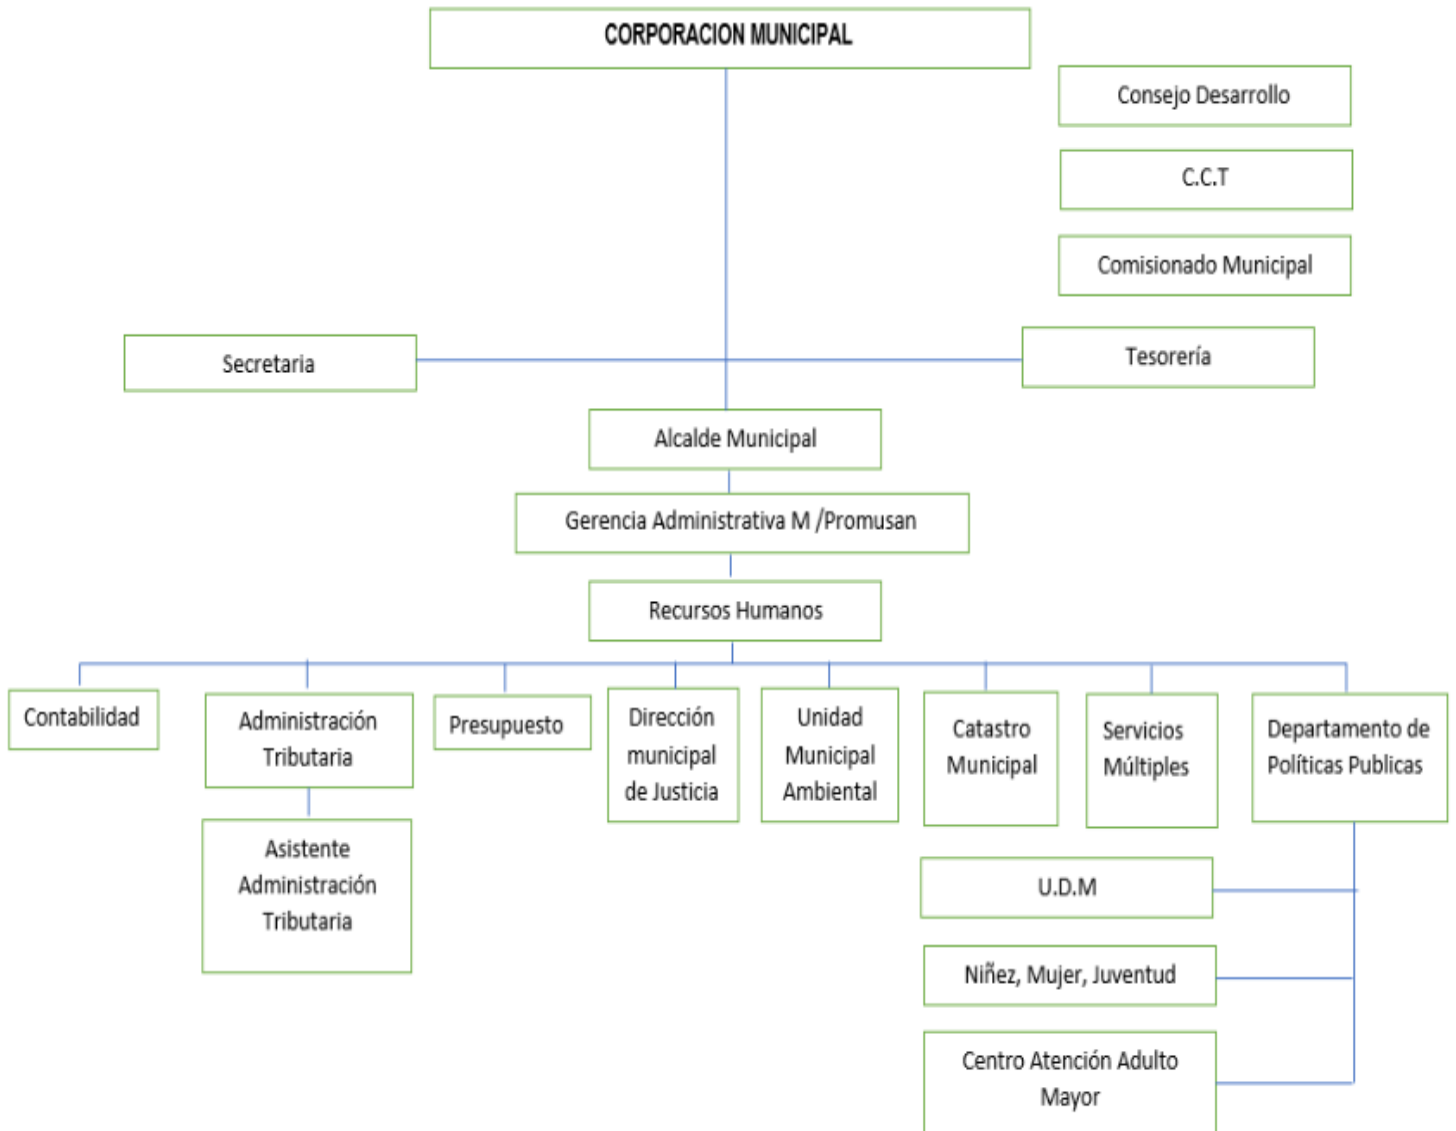 CORPORACION MUNICIPAL
Consejo Desarrollo
C.C.T
Comisionado Municipal
Secretaria
Tesorería
Alcalde Municipal
Gerencia Administrativa M /Promusan
Recursos Humanos
Contabilidad
Administración
Tributaria
Presupuesto
Dirección
municipal
de Justicia
Unidad
Municipal
Ambiental
Catastro
Municipal
Servicios
Múltiples
Departamento de
Políticas Publicas
Asistente
Administración
Tributaria
U.D.M
Niñez, Mujer, Juventud
Centro Atención Adulto
Mayor